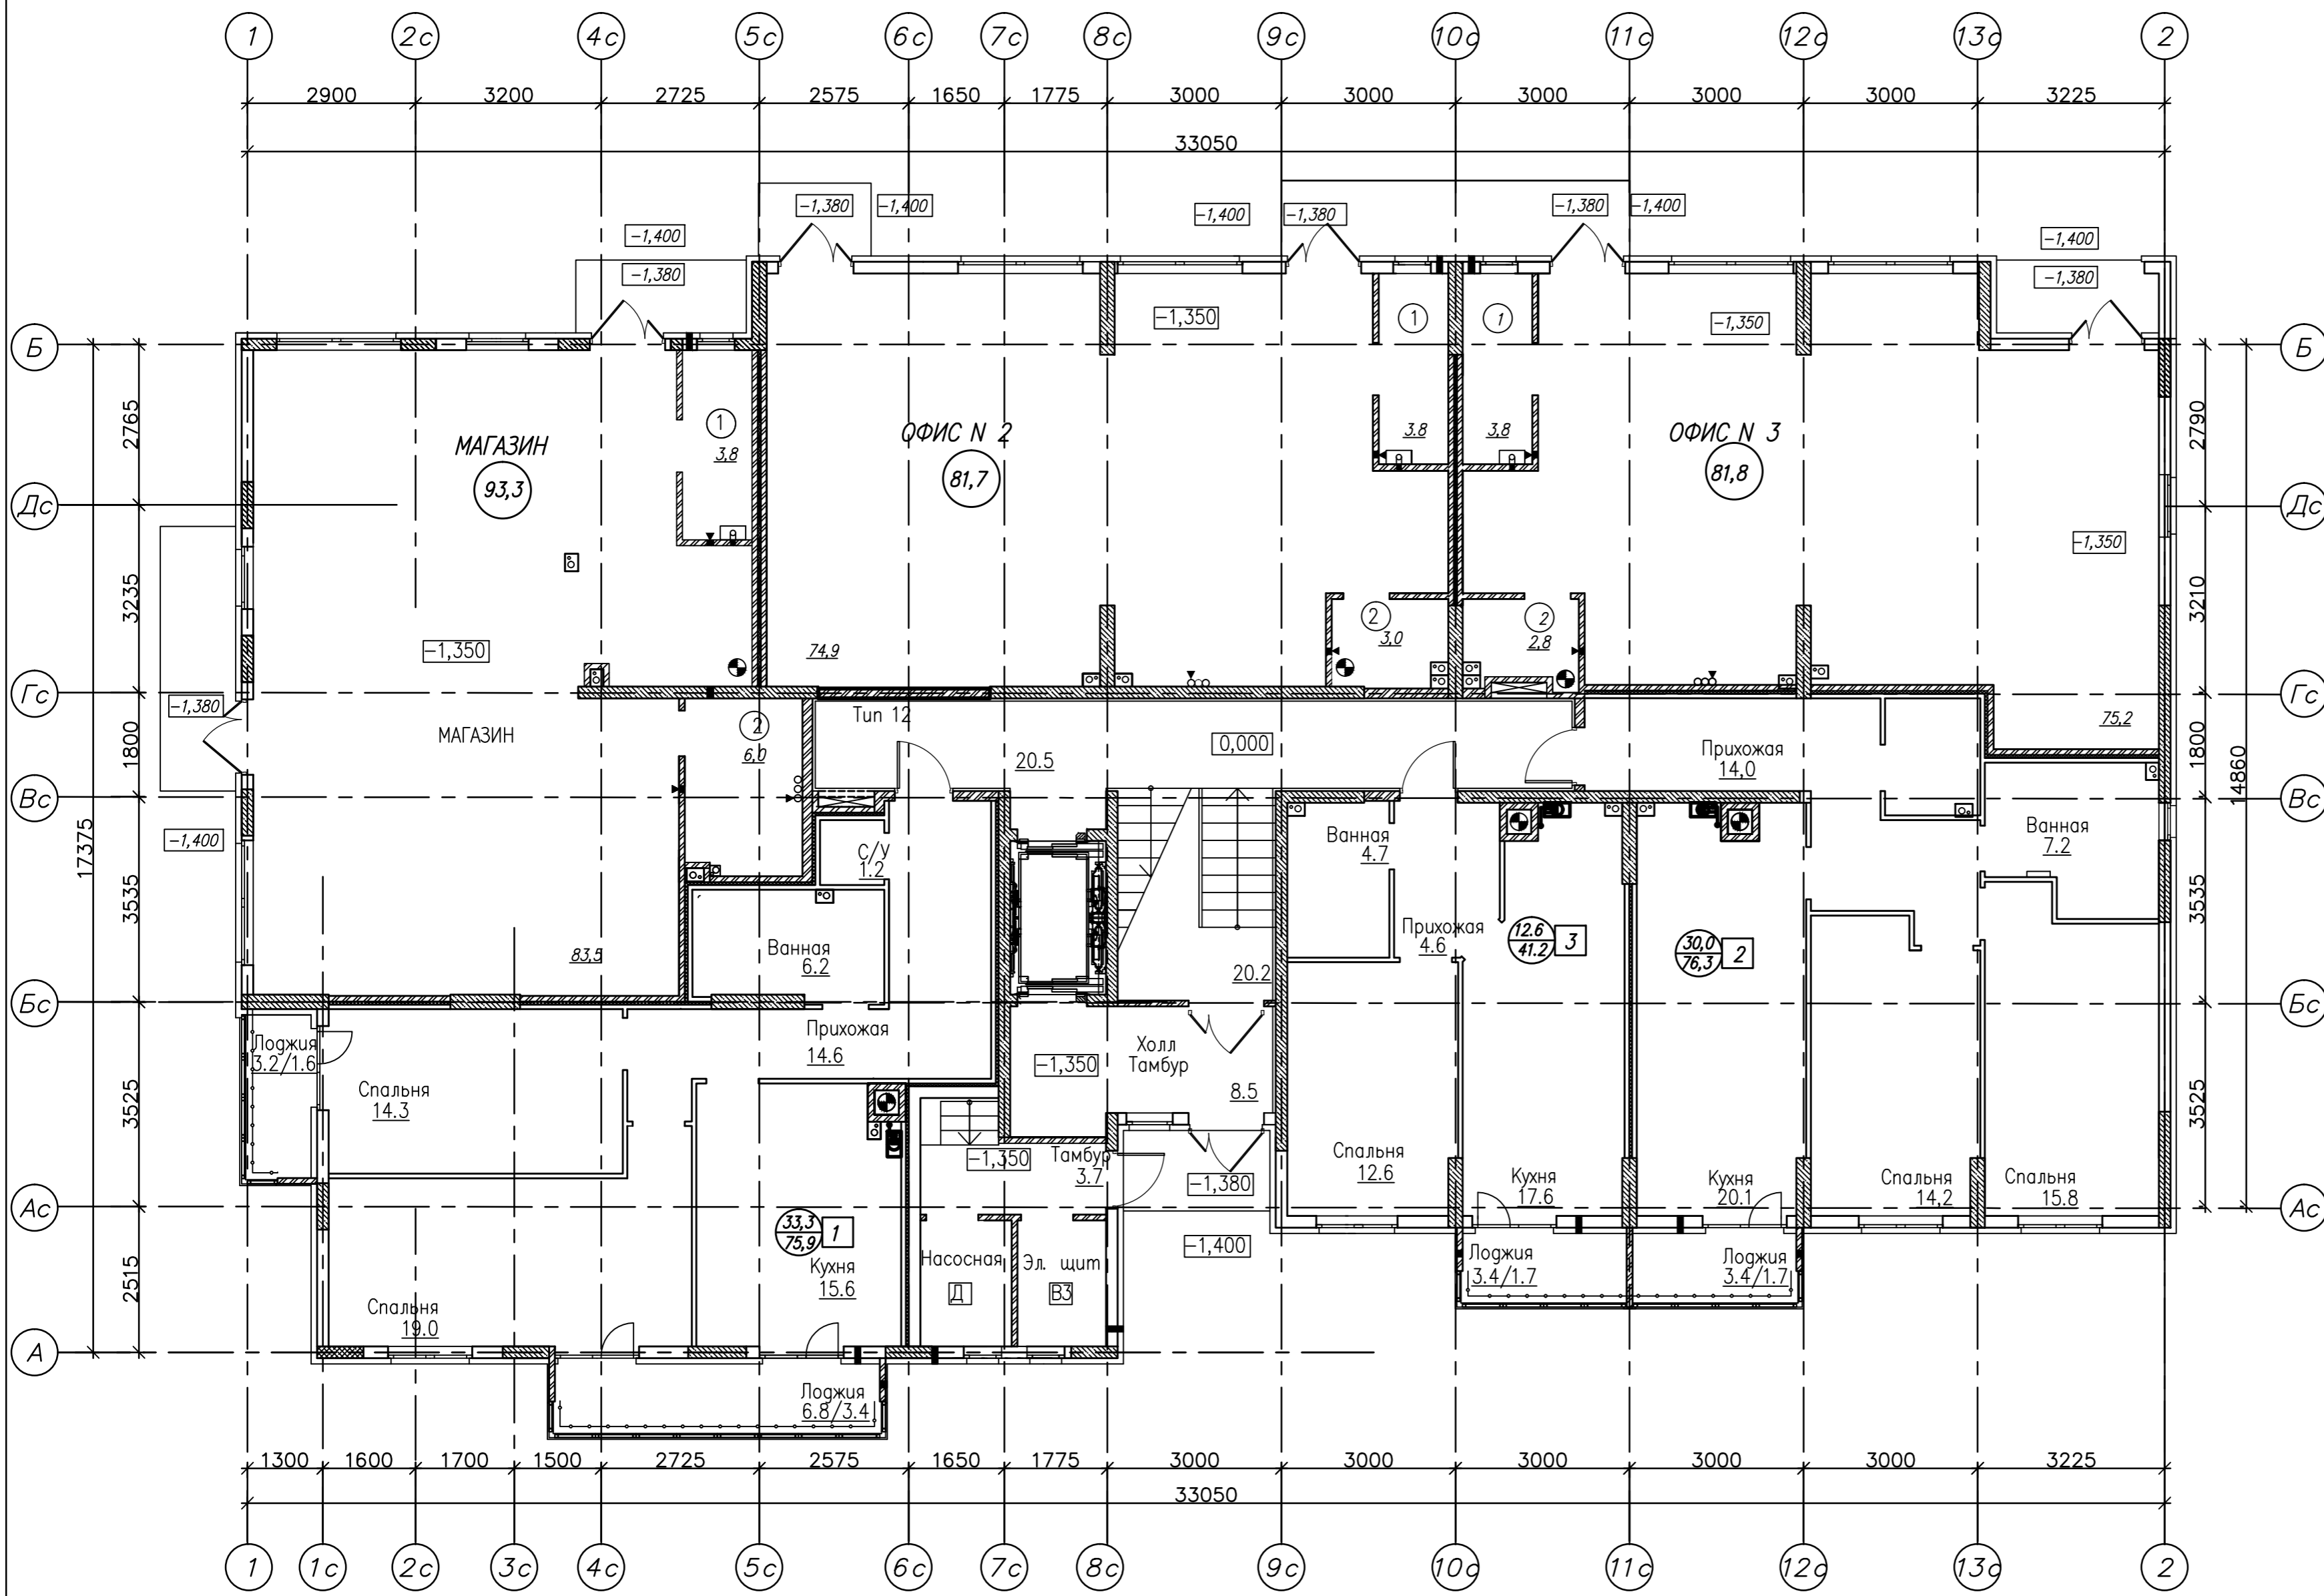 1 2с 4с 5с 6с 7с 8с 9с 10с 11с 12с 13с 2
2900 3200 2725 2575 1650 1775 3000 3000 3000 3000 3000 3225
33050
-1,380 -1,400 -1,400 -1,380 -1,380 -1,400
-1,400 -1,400
-1,380 -1,380
-1,350 1 1 -1,350
Б Б
2765 2790
1
МАГАЗИН ОФИС N 2 ОФИС N 3
3,8 3.8 3,8
93,3 81,7 81,8
Дс Дс
-1,350
3235 3210
2 2
3,0 2,8
-1,350 74,9
Гс Гс
-1,380
Тип 12 75,2
МАГАЗИН 2 0,000 Прихожая
1800 6,0 20.5 14,0 1800
17375 14860
Вс Вс
-1,400 Ванная Ванная
4.7 7.2
С/У
1.2
3535 3535
Прихожая 12.6 30,0
4.6 41.2 3 76,3 2
Ванная
83,5 6.2 20.2
Бс Бс
Прихожая
Лоджия 14.6 Холл
3.2/1.6 -1,350 Тамбур
Спальня 8.5
14.3
3525 3525
-1,350 Тамбур Спальня
3.7 12.6
Кухня Кухня Спальня Спальня
-1,380 17.6 20.1 14,2 15.8
Ас Ас
33,3
75,9 1 -1,400
Кухня Насосная Эл. щит Лоджия Лоджия
15.6 3.4/1.7 3.4/1.7
2515 Д В3
Спальня
19.0
А
Лоджия
6.8/3.4
1300 1600 1700 1500 2725 2575 1650 1775 3000 3000 3000 3000 3000 3225
33050
1 1с 2с 3с 4с 5с 6с 7с 8с 9с 10с 11с 12с 13с 2